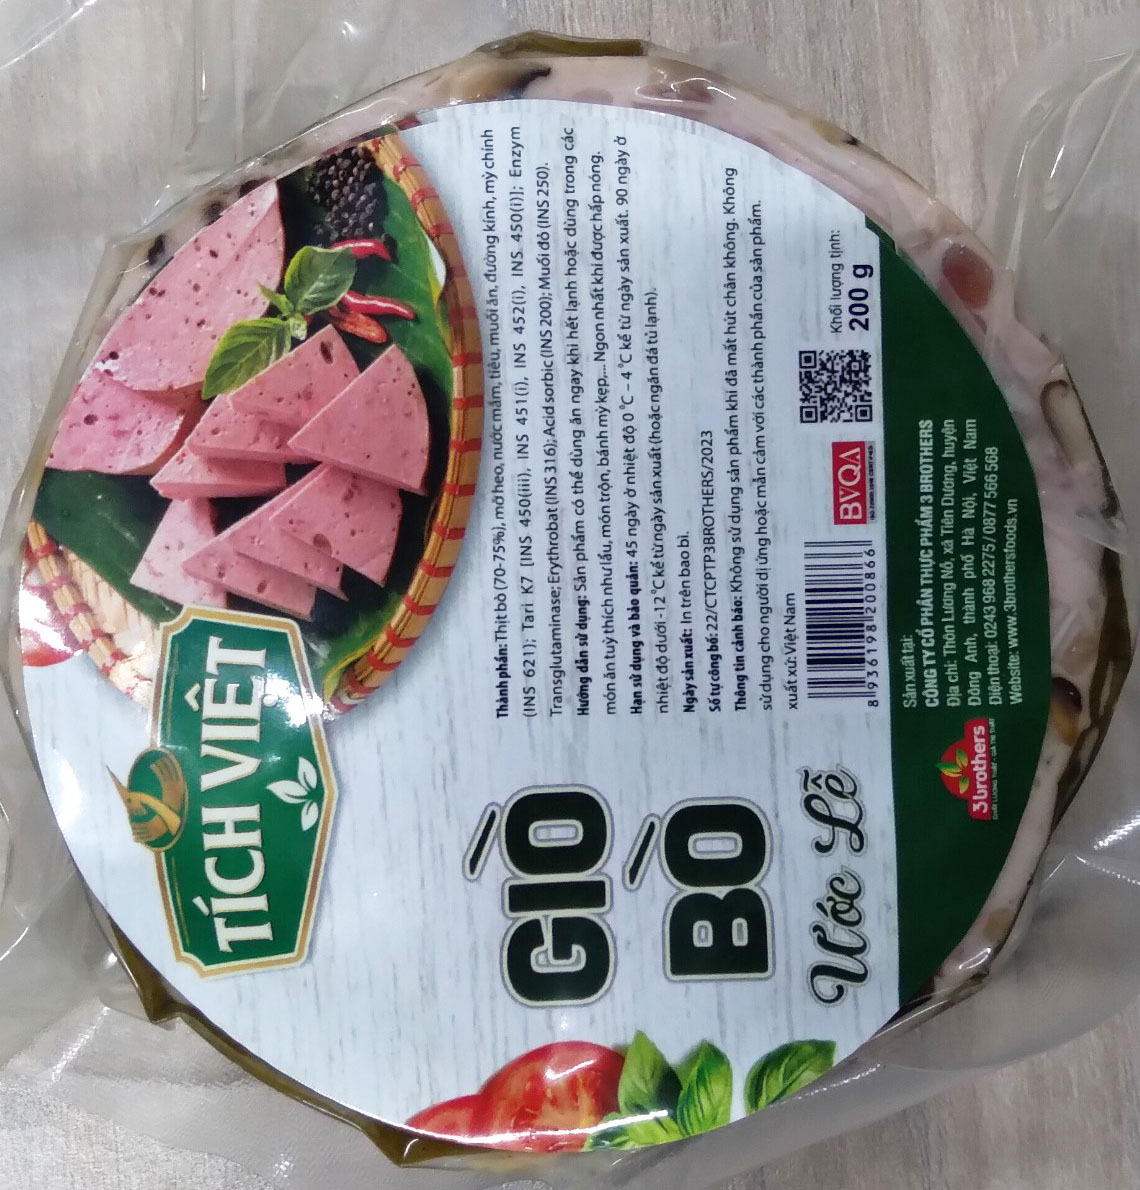 TÍCH VIỆT
GIÒ
BÒ
Ước Lễ
Thành phần: Thịt bò (70-75%), mỡ heo, nước mắm, tiêu, muối ăn, đường kính, mỳ chính
(INS 621); Tari K7 [INS 450(iii), INS 451(i), INS 452(i), INS 450(i)]; Enzym
Transglutaminase; Erythrobat (INS 316); Acid sorbic (INS 200); Muối đỏ (INS 250).
Hướng dẫn sử dụng: Sản phẩm có thể dùng ăn ngay khi hết lạnh hoặc dùng trong các
món ăn tuỳ thích như lẩu, món trộn, bánh mỳ kẹp,... Ngon nhất khi được hấp nóng.
Hạn sử dụng và bảo quản: 45 ngày ở nhiệt độ 0 °C – 4 °C kể từ ngày sản xuất. 90 ngày ở
nhiệt độ dưới -12 °C kể từ ngày sản xuất (hoặc ngăn đá tủ lạnh).
Ngày sản xuất: In trên bao bì.
Số tự công bố: 22/CTCPTP3BROTHERS/2023
Thông tin cảnh báo: Không sử dụng sản phẩm khi đã mất hút chân không. Không
sử dụng cho người dị ứng hoặc mẫn cảm với các thành phần của sản phẩm.
xuất xứ: Việt Nam
8 936198 200866
BVQA
Khối lượng tịnh:
200 g
3brothers
Sản xuất tại:
CÔNG TY CỔ PHẦN THỰC PHẨM 3 BROTHERS
Địa chỉ: Thôn Lương Nỗ, xã Tiên Dương, huyện
Đông Anh, thành phố Hà Nội, Việt Nam
Điện thoại: 0243 968 2275 / 0877 566 568
Website: www.3brothersfoods.vn